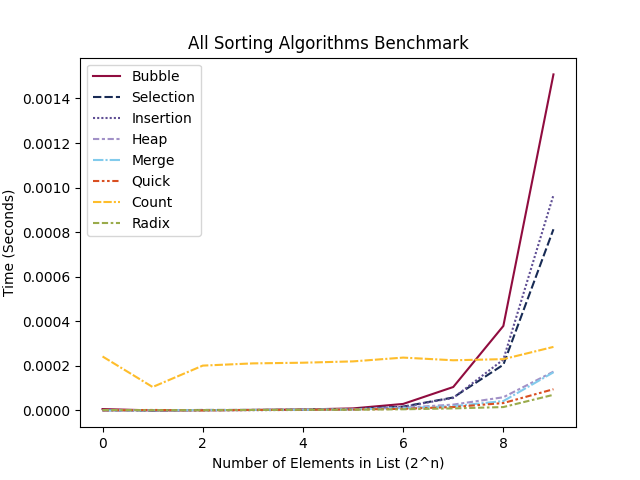 All Sorting Algorithms Benchmark
Bubble
Selection
Insertion
Heap
Merge
Quick
Count
Radix
Time (Seconds)
0.0014
0.0012
0.0010
0.0008
0.0006
0.0004
0.0002
0.0000
0 2 4 6 8
Number of Elements in List (2^n)